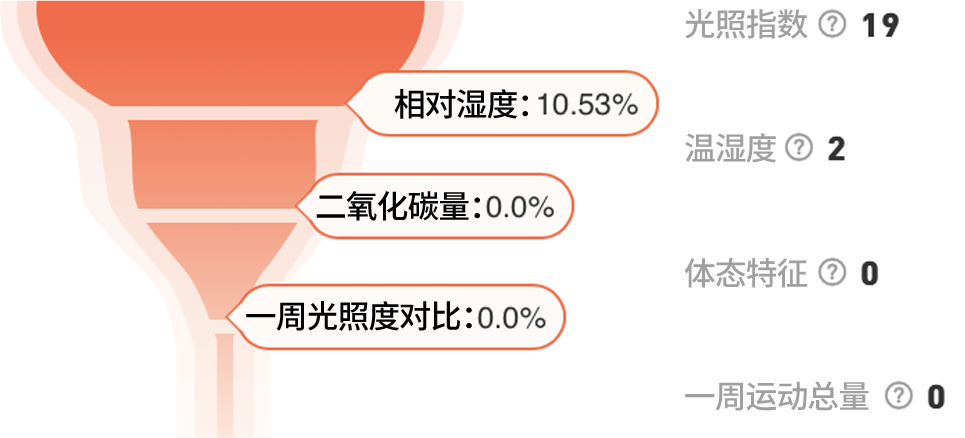 光照指数 ? 19
相对湿度：10.53%
温湿度 ? 2
二氧化碳量：0.0%
体态特征 ? 0
一周光照度对比：0.0%
一周运动总量 ? 0